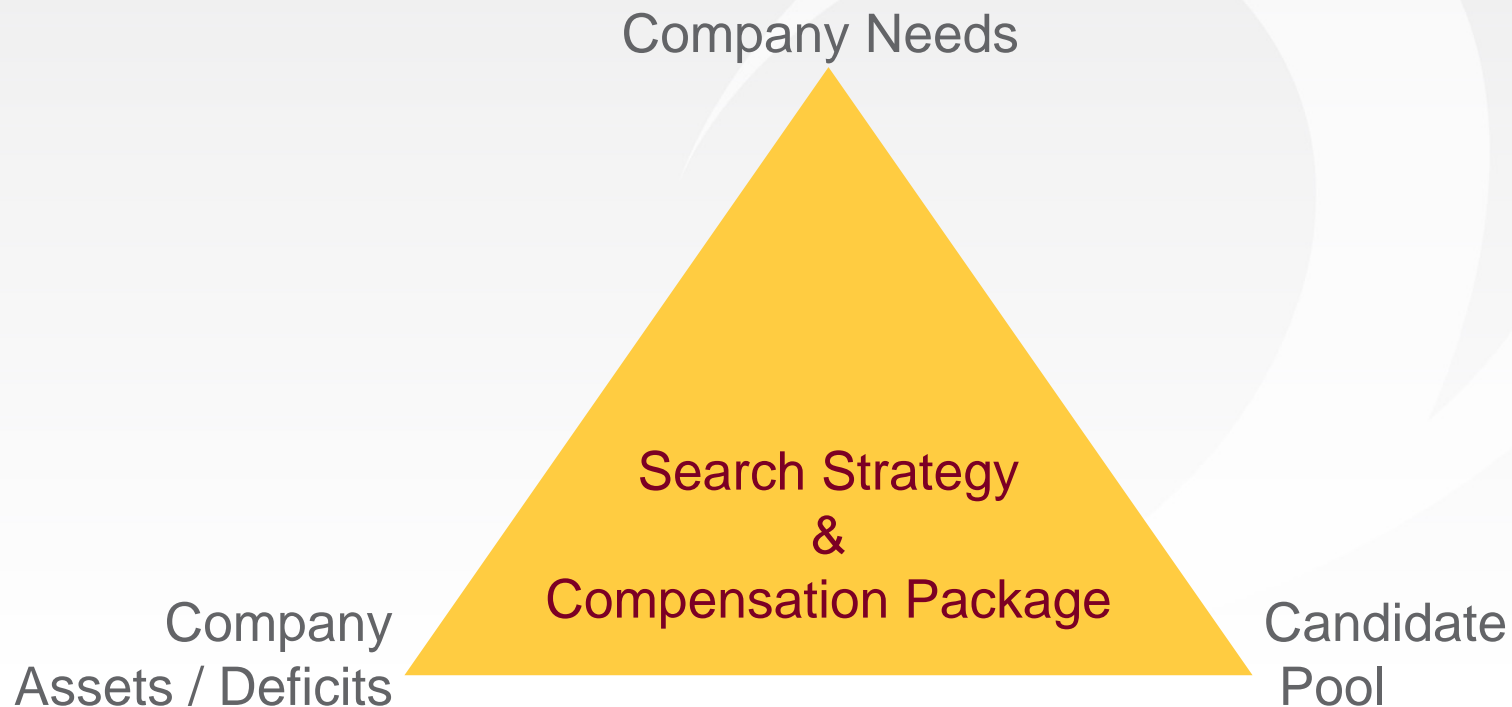 Company Needs
Search Strategy
&
Compensation Package
Company
Assets / Deficits
Candidate
Pool